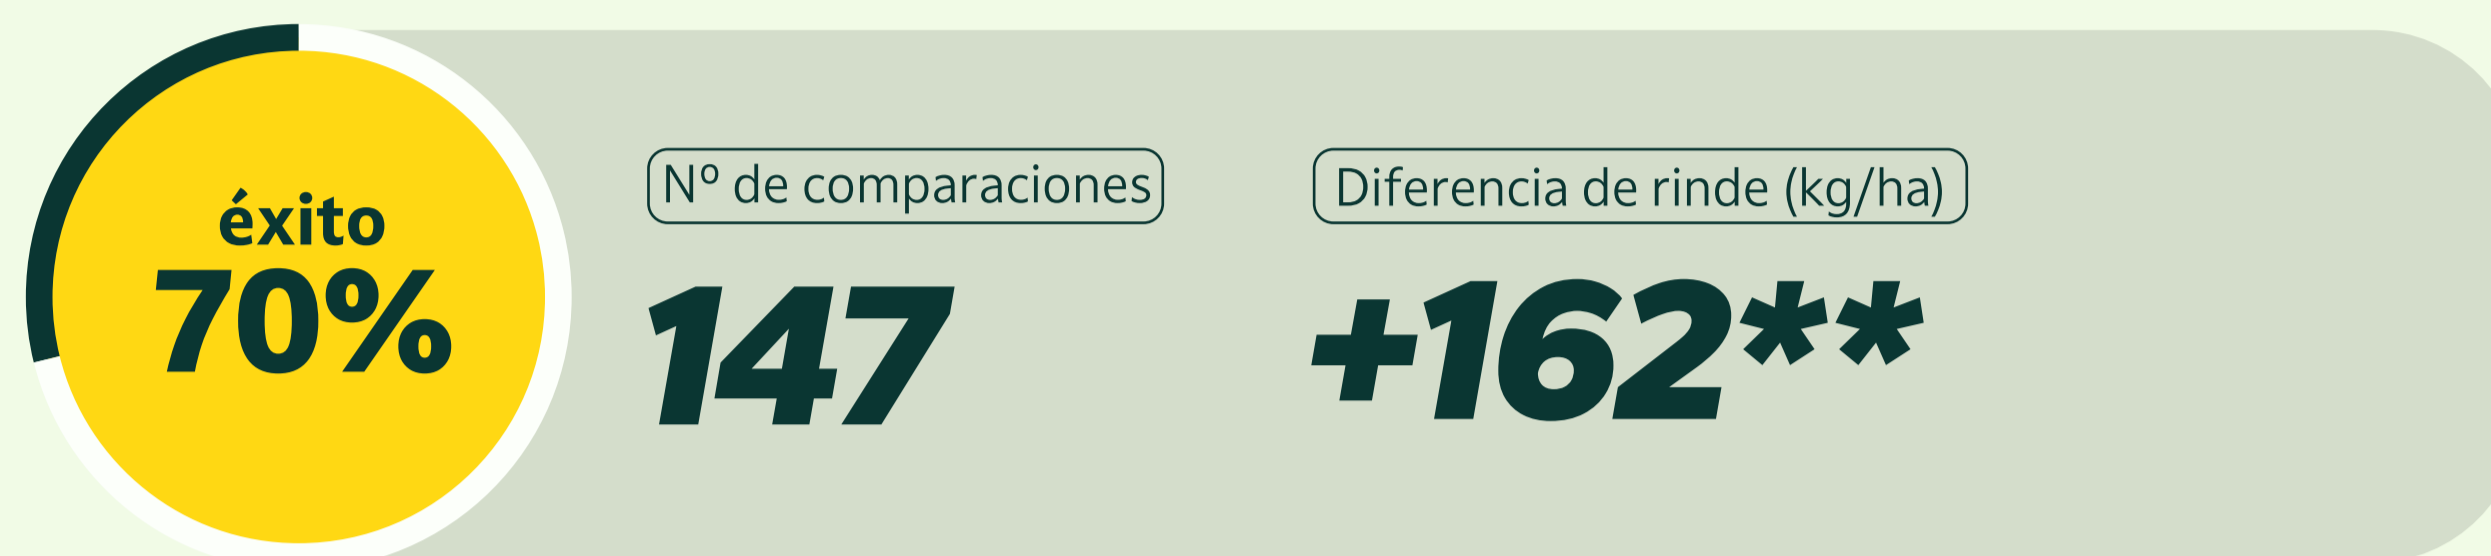 éxito
70%
Nº de comparaciones
147
Diferencia de rinde (kg/ha)
+162**